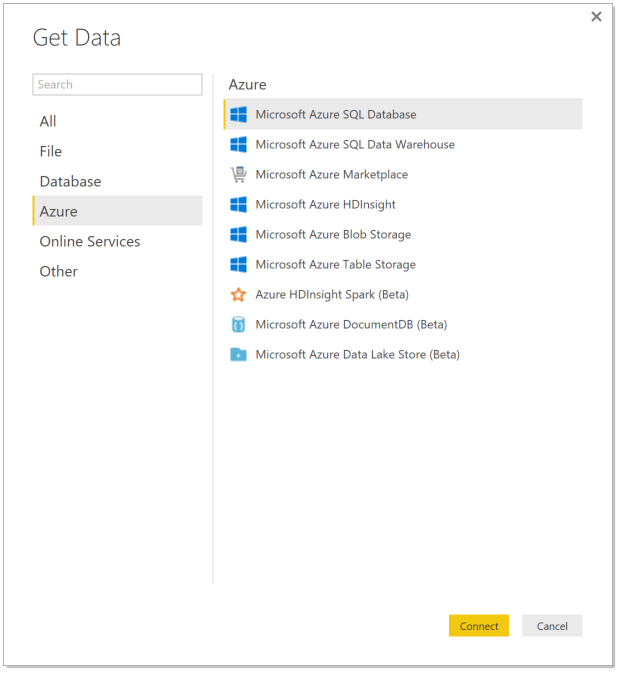 Get Data
Search
All
File
Database
Azure
Online Services
Other
Azure
Microsoft Azure SQL Database
Microsoft Azure SQL Data Warehouse
Microsoft Azure Marketplace
Microsoft Azure HDInsight
Microsoft Azure Blob Storage
Microsoft Azure Table Storage
Azure HDInsight Spark (Beta)
Microsoft Azure DocumentDB (Beta)
Microsoft Azure Data Lake Store (Beta)
Connect
Cancel